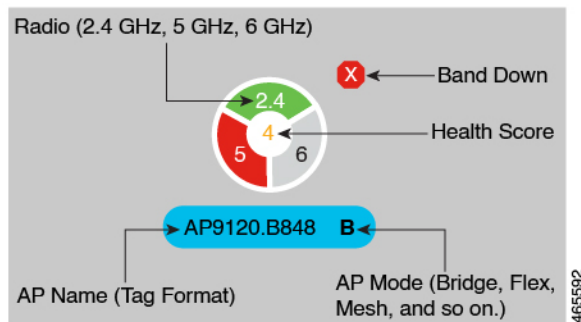 Radio (2.4 GHz, 5 GHz, 6 GHz)
X
Band Down
2.4
4
Health Score
5
6
AP9120.B848 B
AP Name (Tag Format)
AP Mode (Bridge, Flex,
Mesh, and so on.)
465592